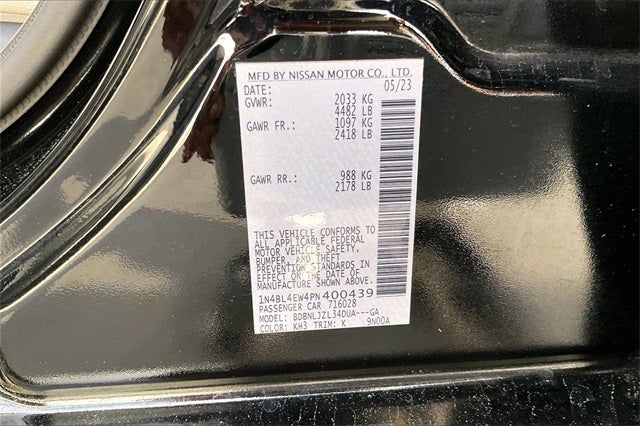 MFD BY NISSAN MOTOR CO., LTD.
DATE: 05/23
GVWR: 2033 KG
4482 LB
GAWR FR.: 1097 KG
2418 LB
GAWR RR.: 988 KG
2178 LB
THIS VEHICLE CONFORMS TO
ALL APPLICABLE FEDERAL
MOTOR VEHICLE SAFETY,
BUMPER, AND THEFT
PREVENTION STANDARDS IN
EFFECT ON THE DATE OF
MANUFACTURE SHOWN ABOVE.
1N4BL4EW4PN400439
PASSENGER CAR 716028
MODEL: BDBNLJZL34DUA---GA
COLOR: KH3 TRIM: K 9N00A